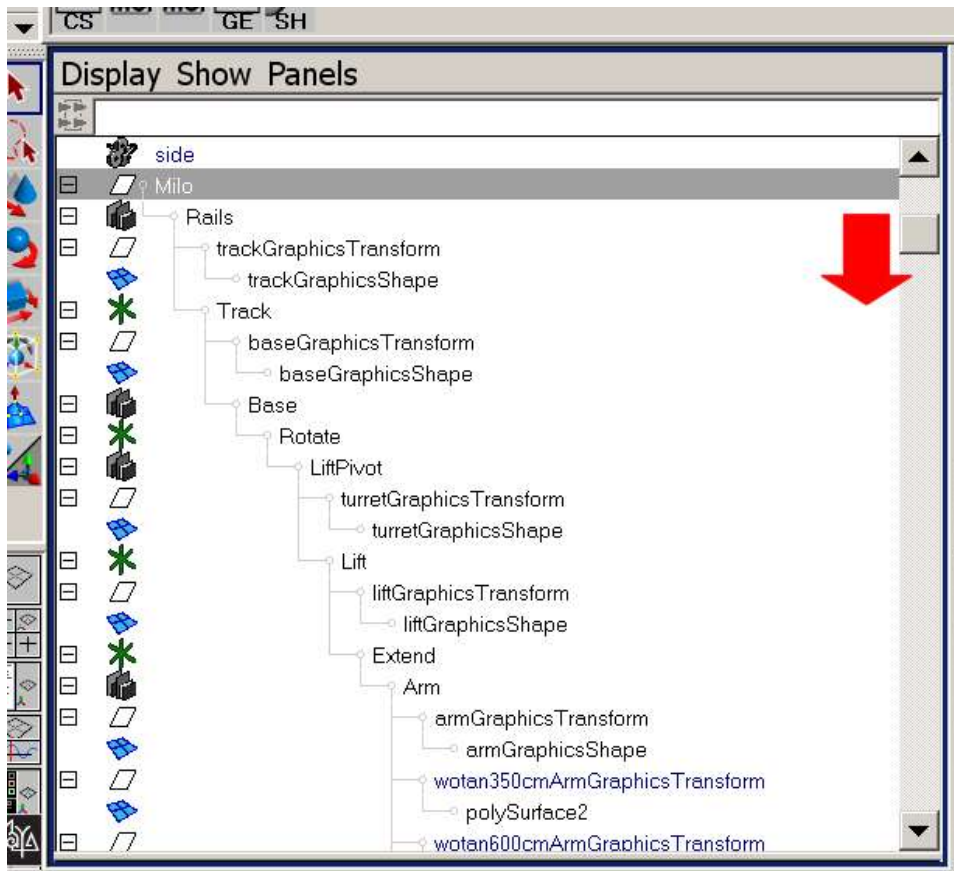 CS GE SH
Display Show Panels
side
Milo
Rails
trackGraphicsTransform
trackGraphicsShape
Track
baseGraphicsTransform
baseGraphicsShape
Base
Rotate
LiftPivot
turretGraphicsTransform
turretGraphicsShape
Lift
liftGraphicsTransform
liftGraphicsShape
Extend
Arm
armGraphicsTransform
armGraphicsShape
wotan350cmArmGraphicsTransform
polySurface2
wotan600cmArmGraphicsTransform